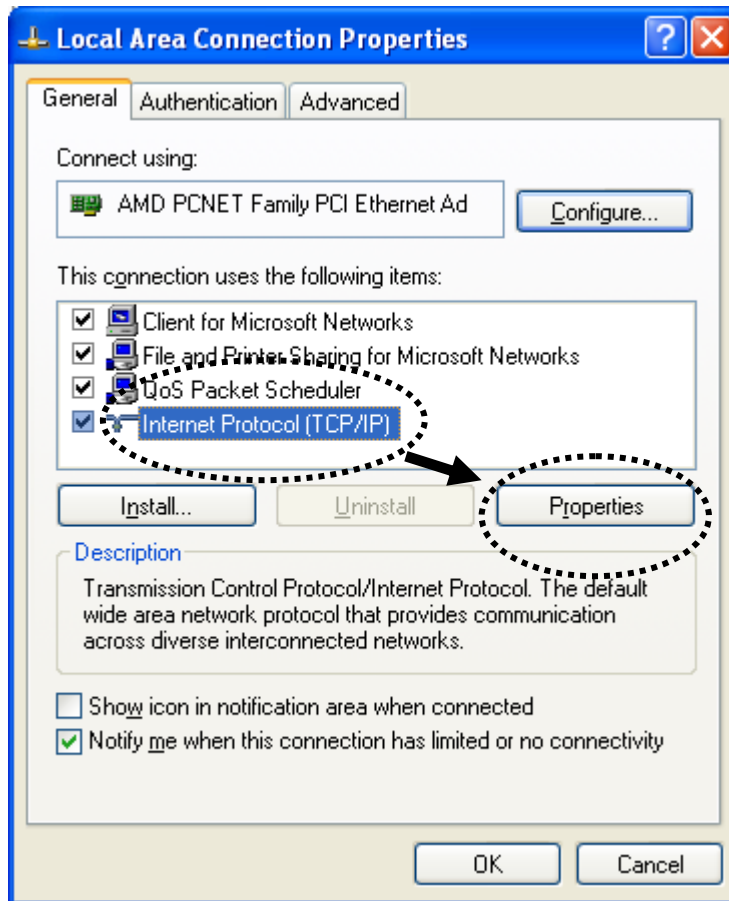 Local Area Connection Properties
General Authentication Advanced
Connect using:
AMD PCNET Family PCI Ethernet Ad
Configure...
This connection uses the following items:
Client for Microsoft Networks
File and Printer Sharing for Microsoft Networks
QoS Packet Scheduler
Internet Protocol (TCP/IP)
Install... Uninstall Properties
Description
Transmission Control Protocol/Internet Protocol. The default
wide area network protocol that provides communication
across diverse interconnected networks.
Show icon in notification area when connected
Notify me when this connection has limited or no connectivity
OK Cancel